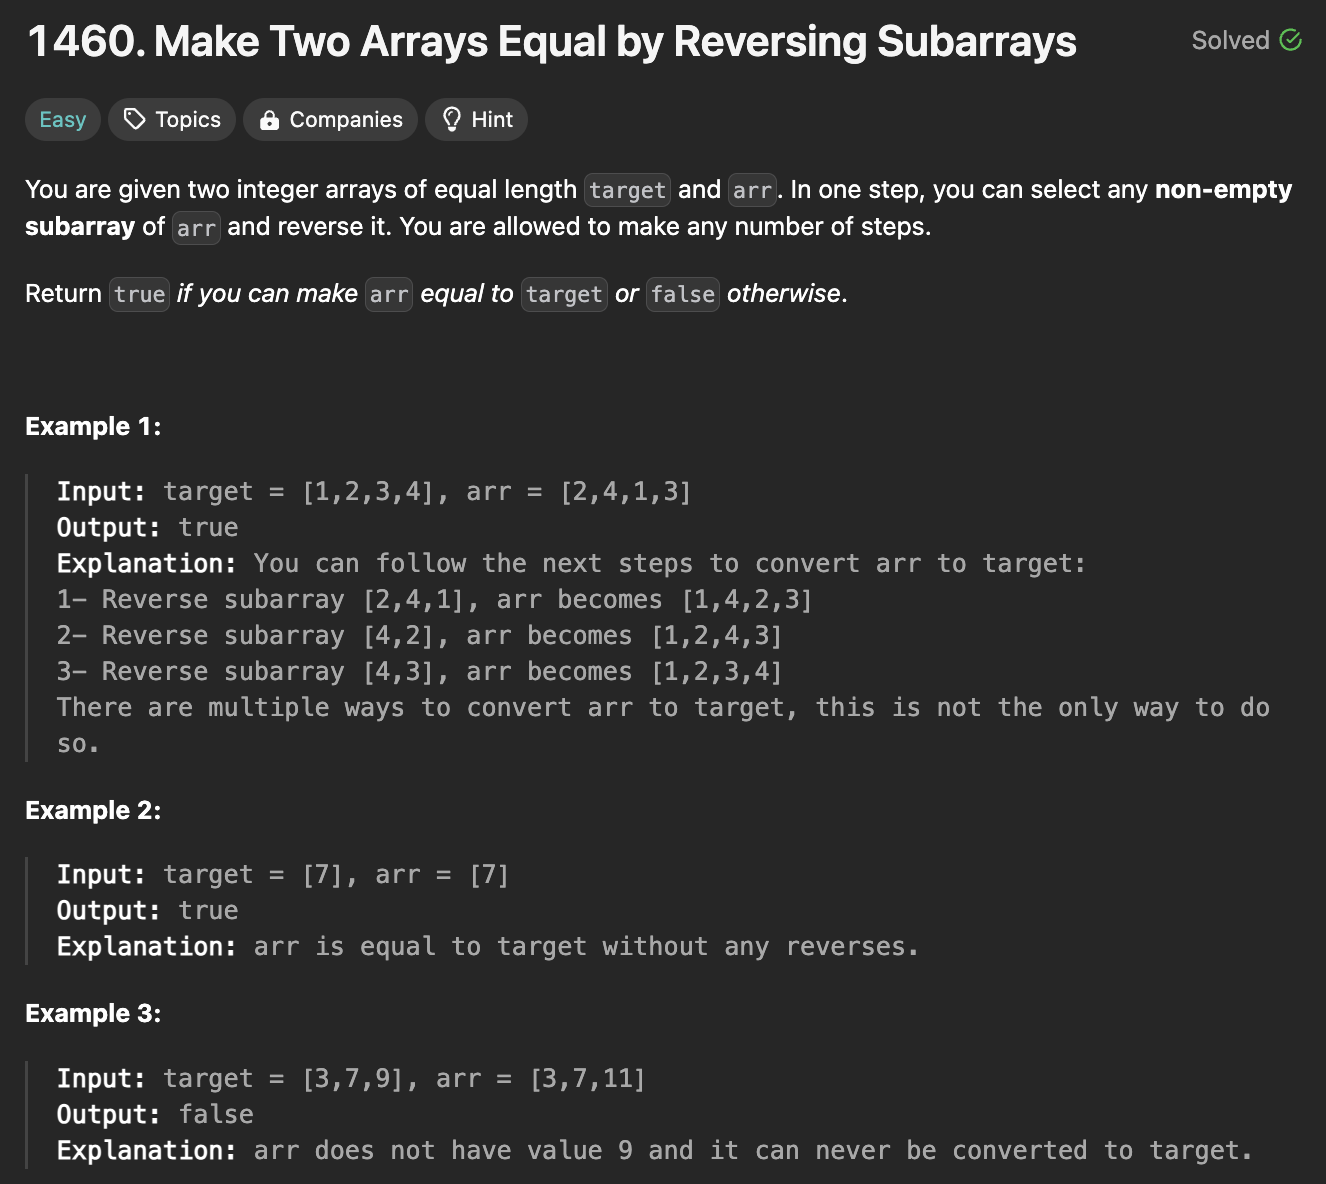 1460. Make Two Arrays Equal by Reversing Subarrays
Solved
Easy
Topics
Companies
Hint
You are given two integer arrays of equal length target and arr. In one step, you can select any non-empty
subarray of arr and reverse it. You are allowed to make any number of steps.
Return true if you can make arr equal to target or false otherwise.
Example 1:
Input: target = [1,2,3,4], arr = [2,4,1,3]
Output: true
Explanation: You can follow the next steps to convert arr to target:
1- Reverse subarray [2,4,1], arr becomes [1,4,2,3]
2- Reverse subarray [4,2], arr becomes [1,2,4,3]
3- Reverse subarray [4,3], arr becomes [1,2,3,4]
There are multiple ways to convert arr to target, this is not the only way to do
so.
Example 2:
Input: target = [7], arr = [7]
Output: true
Explanation: arr is equal to target without any reverses.
Example 3:
Input: target = [3,7,9], arr = [3,7,11]
Output: false
Explanation: arr does not have value 9 and it can never be converted to target.